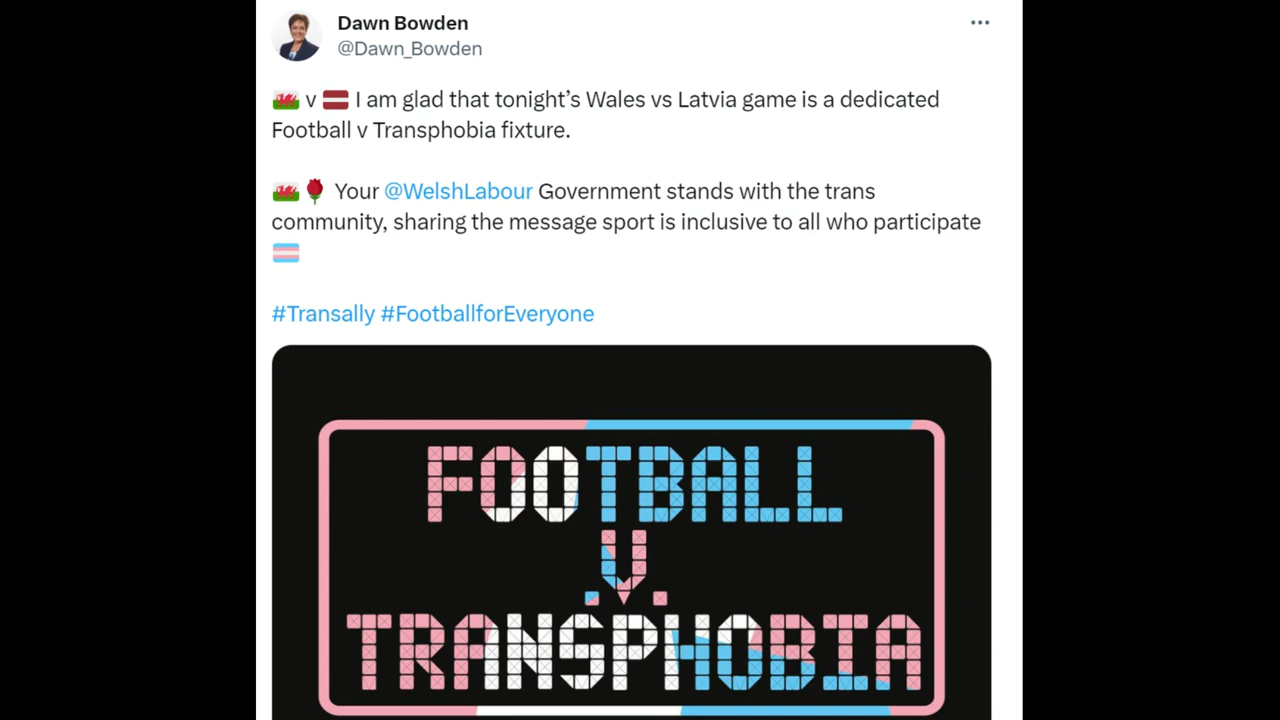 Dawn Bowden
@Dawn_Bowden
🏴󠁧󠁢󠁷󠁬󠁳󠁿 v 🇱🇻 I am glad that tonight’s Wales vs Latvia game is a dedicated
Football v Transphobia fixture.
🏴󠁧󠁢󠁷󠁬󠁳󠁿🌹 Your @WelshLabour Government stands with the trans
community, sharing the message sport is inclusive to all who participate
🏳️‍⚧️
#Transally #FootballforEveryone
FOOTBALL
.V.
TRANSPHOBIA